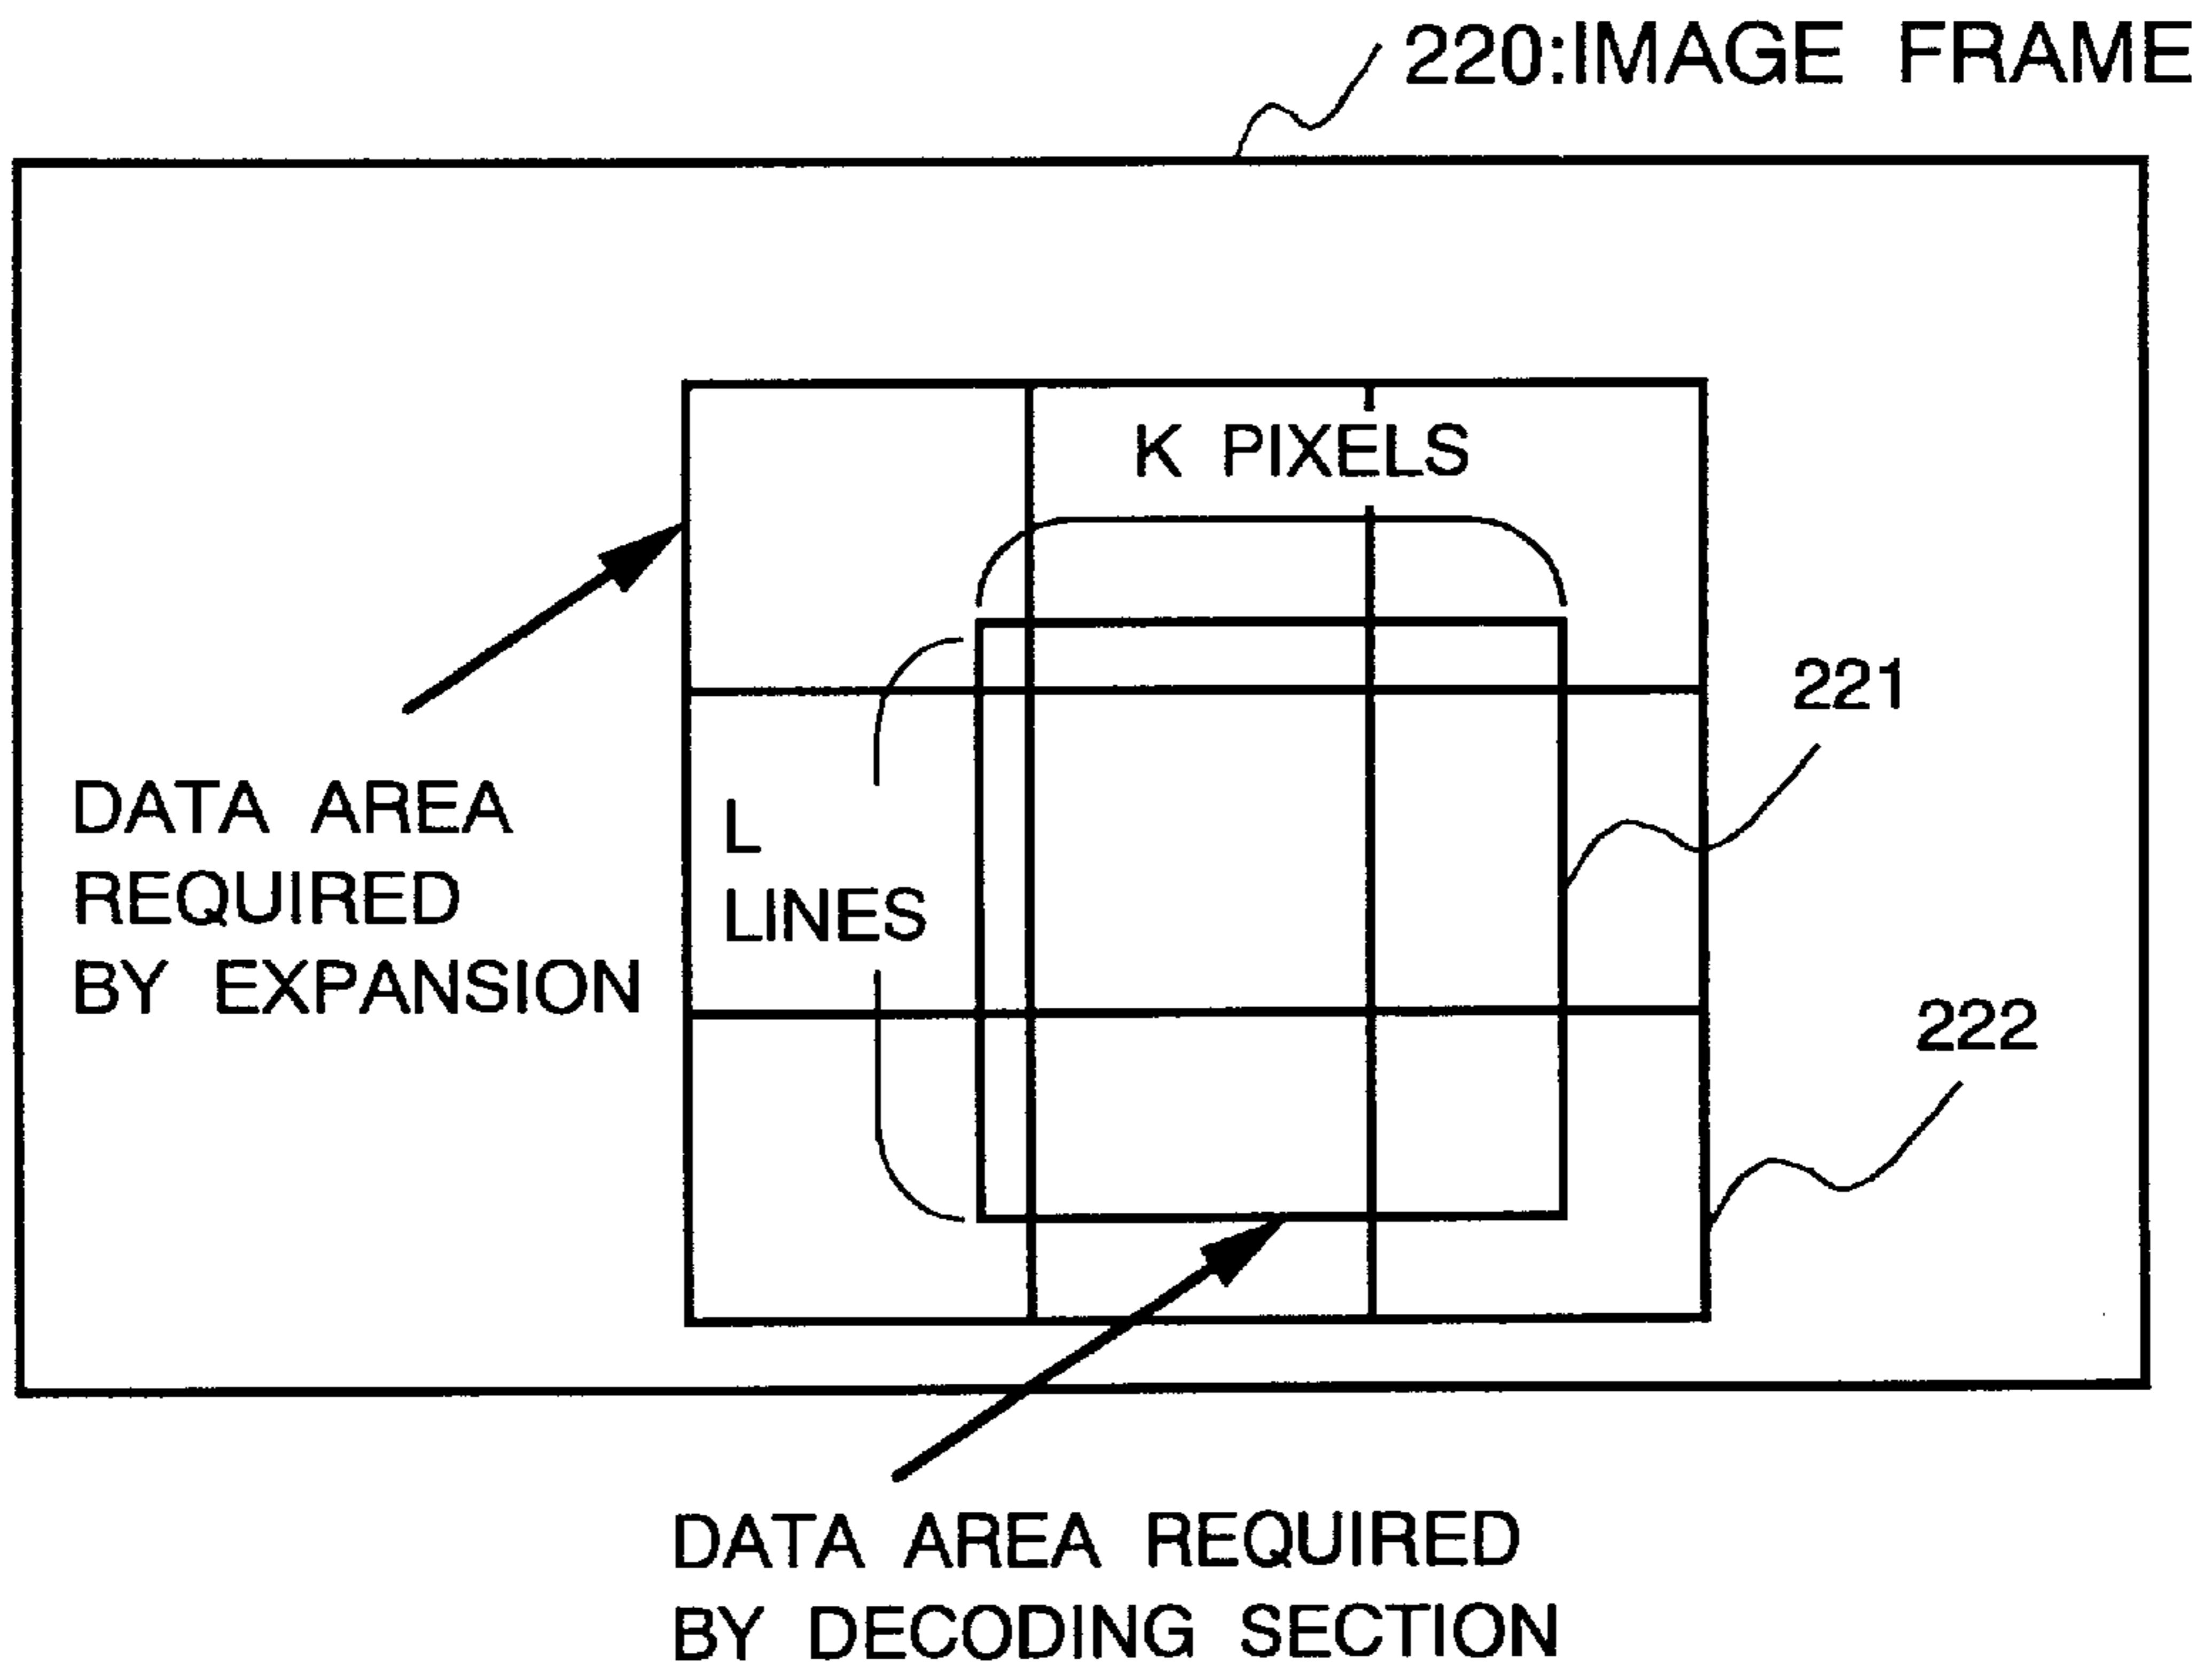 220:IMAGE FRAME
K PIXELS
221
L
LINES
DATA AREA
REQUIRED
BY EXPANSION
222
DATA AREA REQUIRED
BY DECODING SECTION